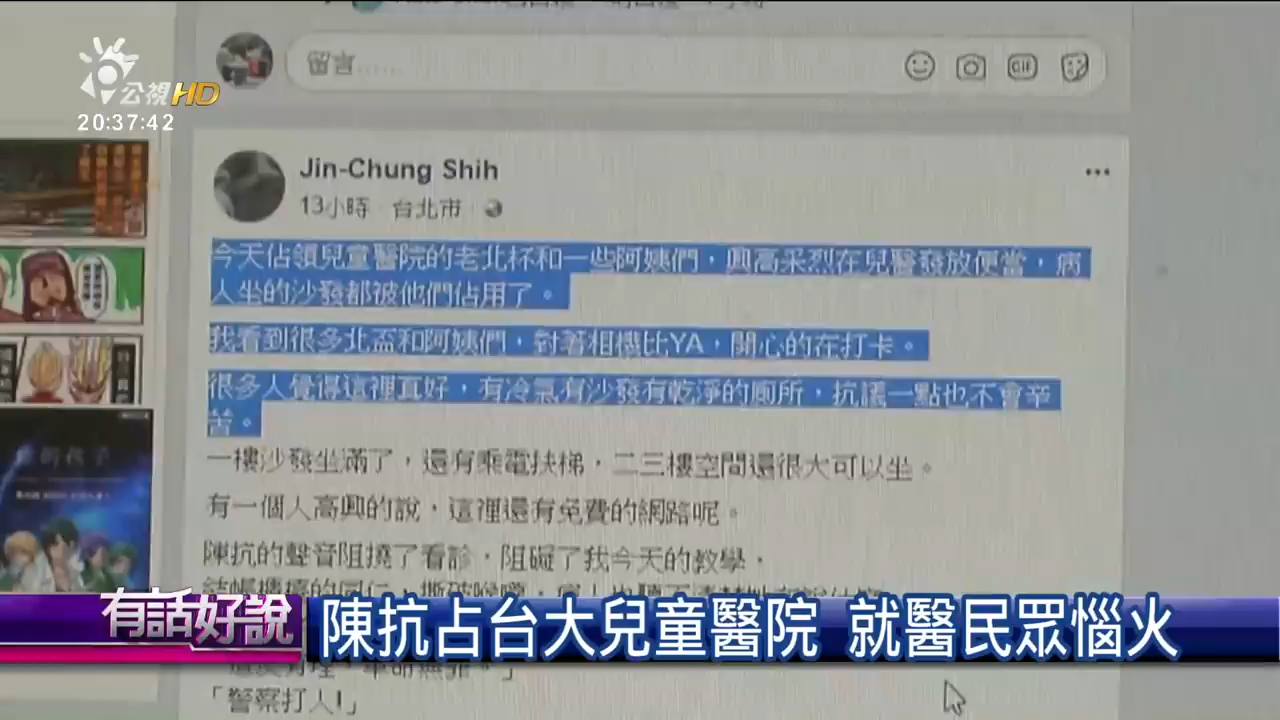 留言......
GIF
公視HD
20:37:42
Jin-Chung Shih
13小時 · 台北市
今天佔領兒童醫院的老北杯和一些阿姨們，興高采烈在兒醫發放便當，病
人坐的沙發都被他們佔用了。
我看到很多北盃和阿姨們，對著相機比YA，開心的在打卡。
很多人覺得這裡真好，有冷氣有沙發有乾淨的廁所，抗議一點也不會辛
苦。
一樓沙發坐滿了，還有乘電扶梯，二三樓空間還很大可以坐。
有一個人高興的說，這裡還有免費的網路呢。
陳抗的聲音阻撓了看診，阻礙了我今天的教學，
有話好說
陳抗占台大兒童醫院 就醫民眾惱火
「警察打人!」